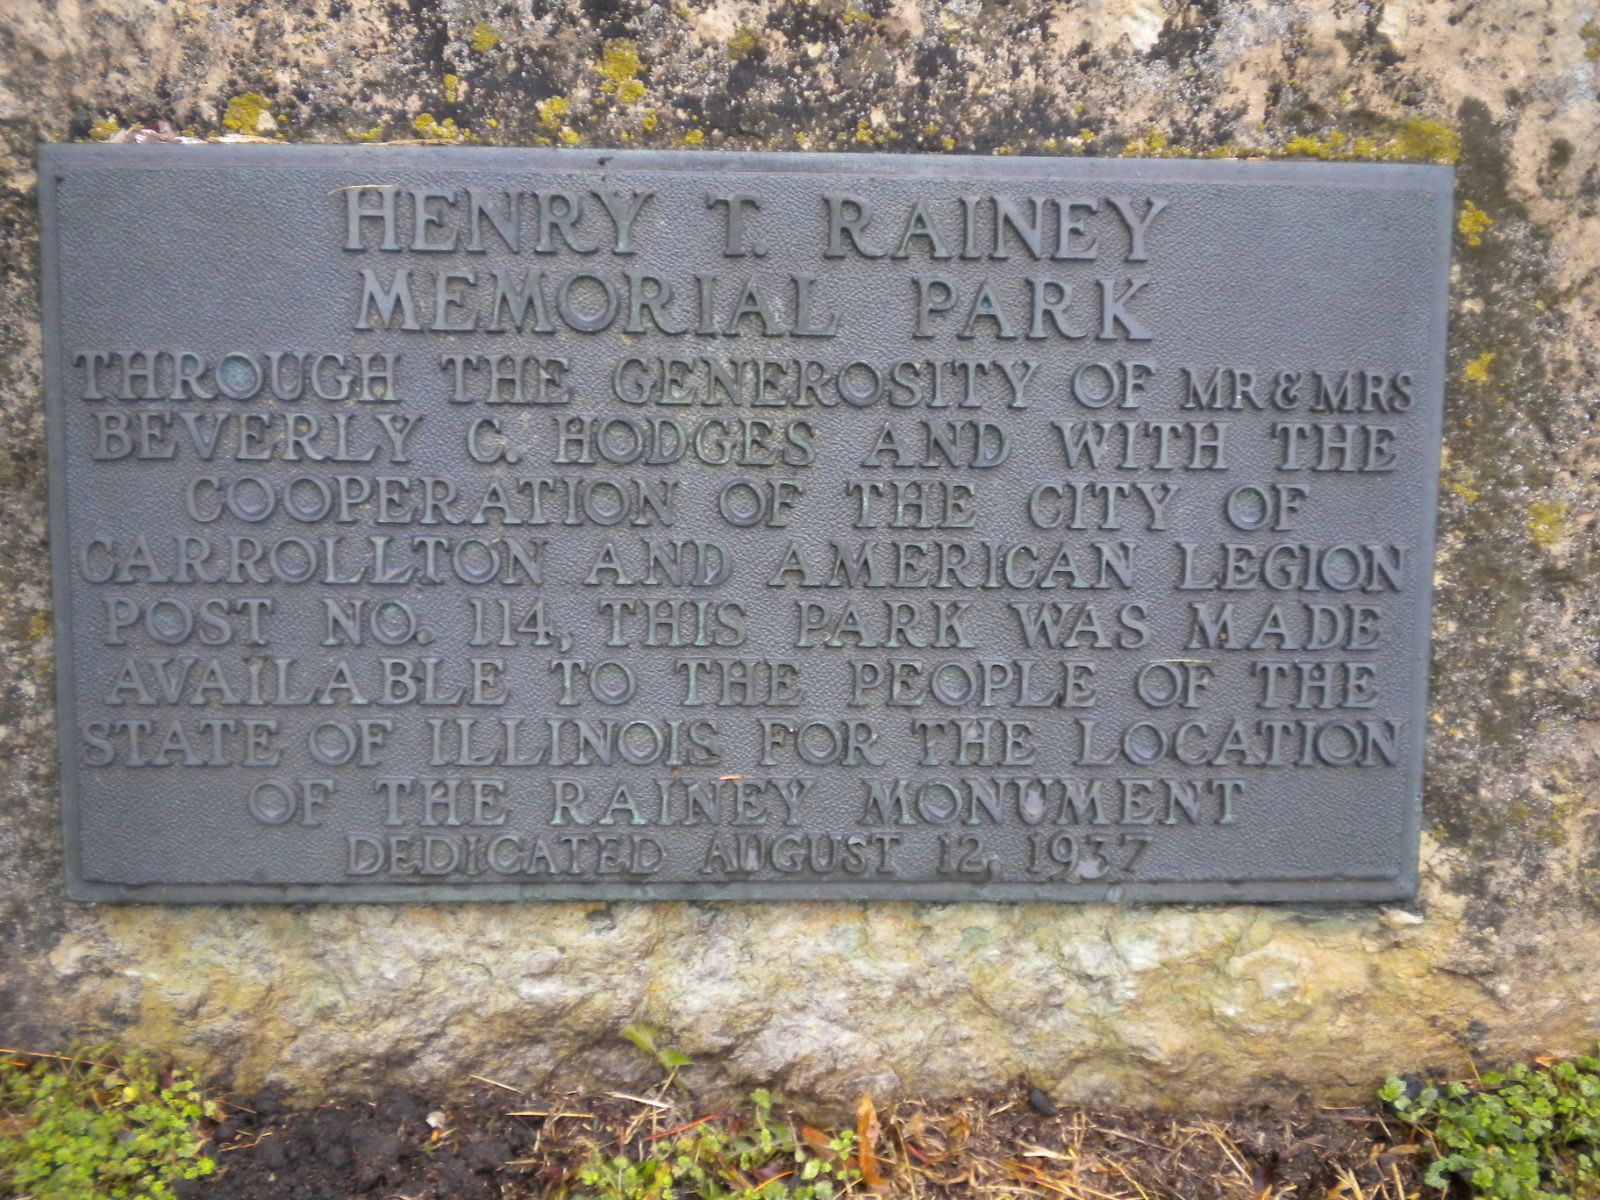 HENRY T. RAINEY
MEMORIAL PARK
THROUGH THE GENEROSITY OF MR & MRS
BEVERLY C. HODGES AND WITH THE
COOPERATION OF THE CITY OF
CARROLLTON AND AMERICAN LEGION
POST NO. 114, THIS PARK WAS MADE
AVAILABLE TO THE PEOPLE OF THE
STATE OF ILLINOIS FOR THE LOCATION
OF THE RAINEY MONUMENT
DEDICATED AUGUST 12, 1937